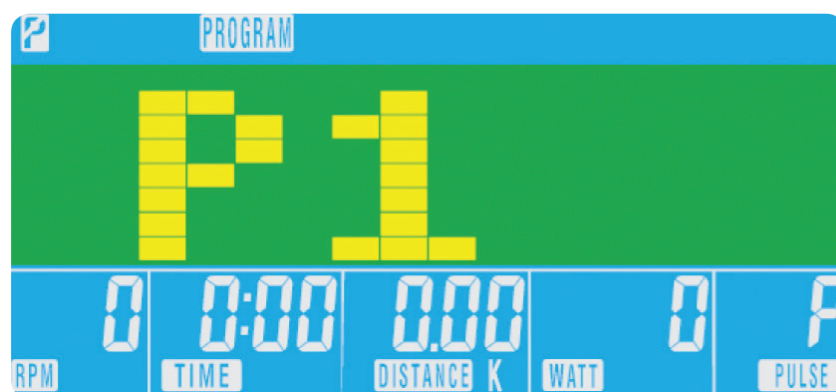 P PROGRAM
P1
0 0:00 0.00 0 P
RPM TIME DISTANCE K WATT PULSE